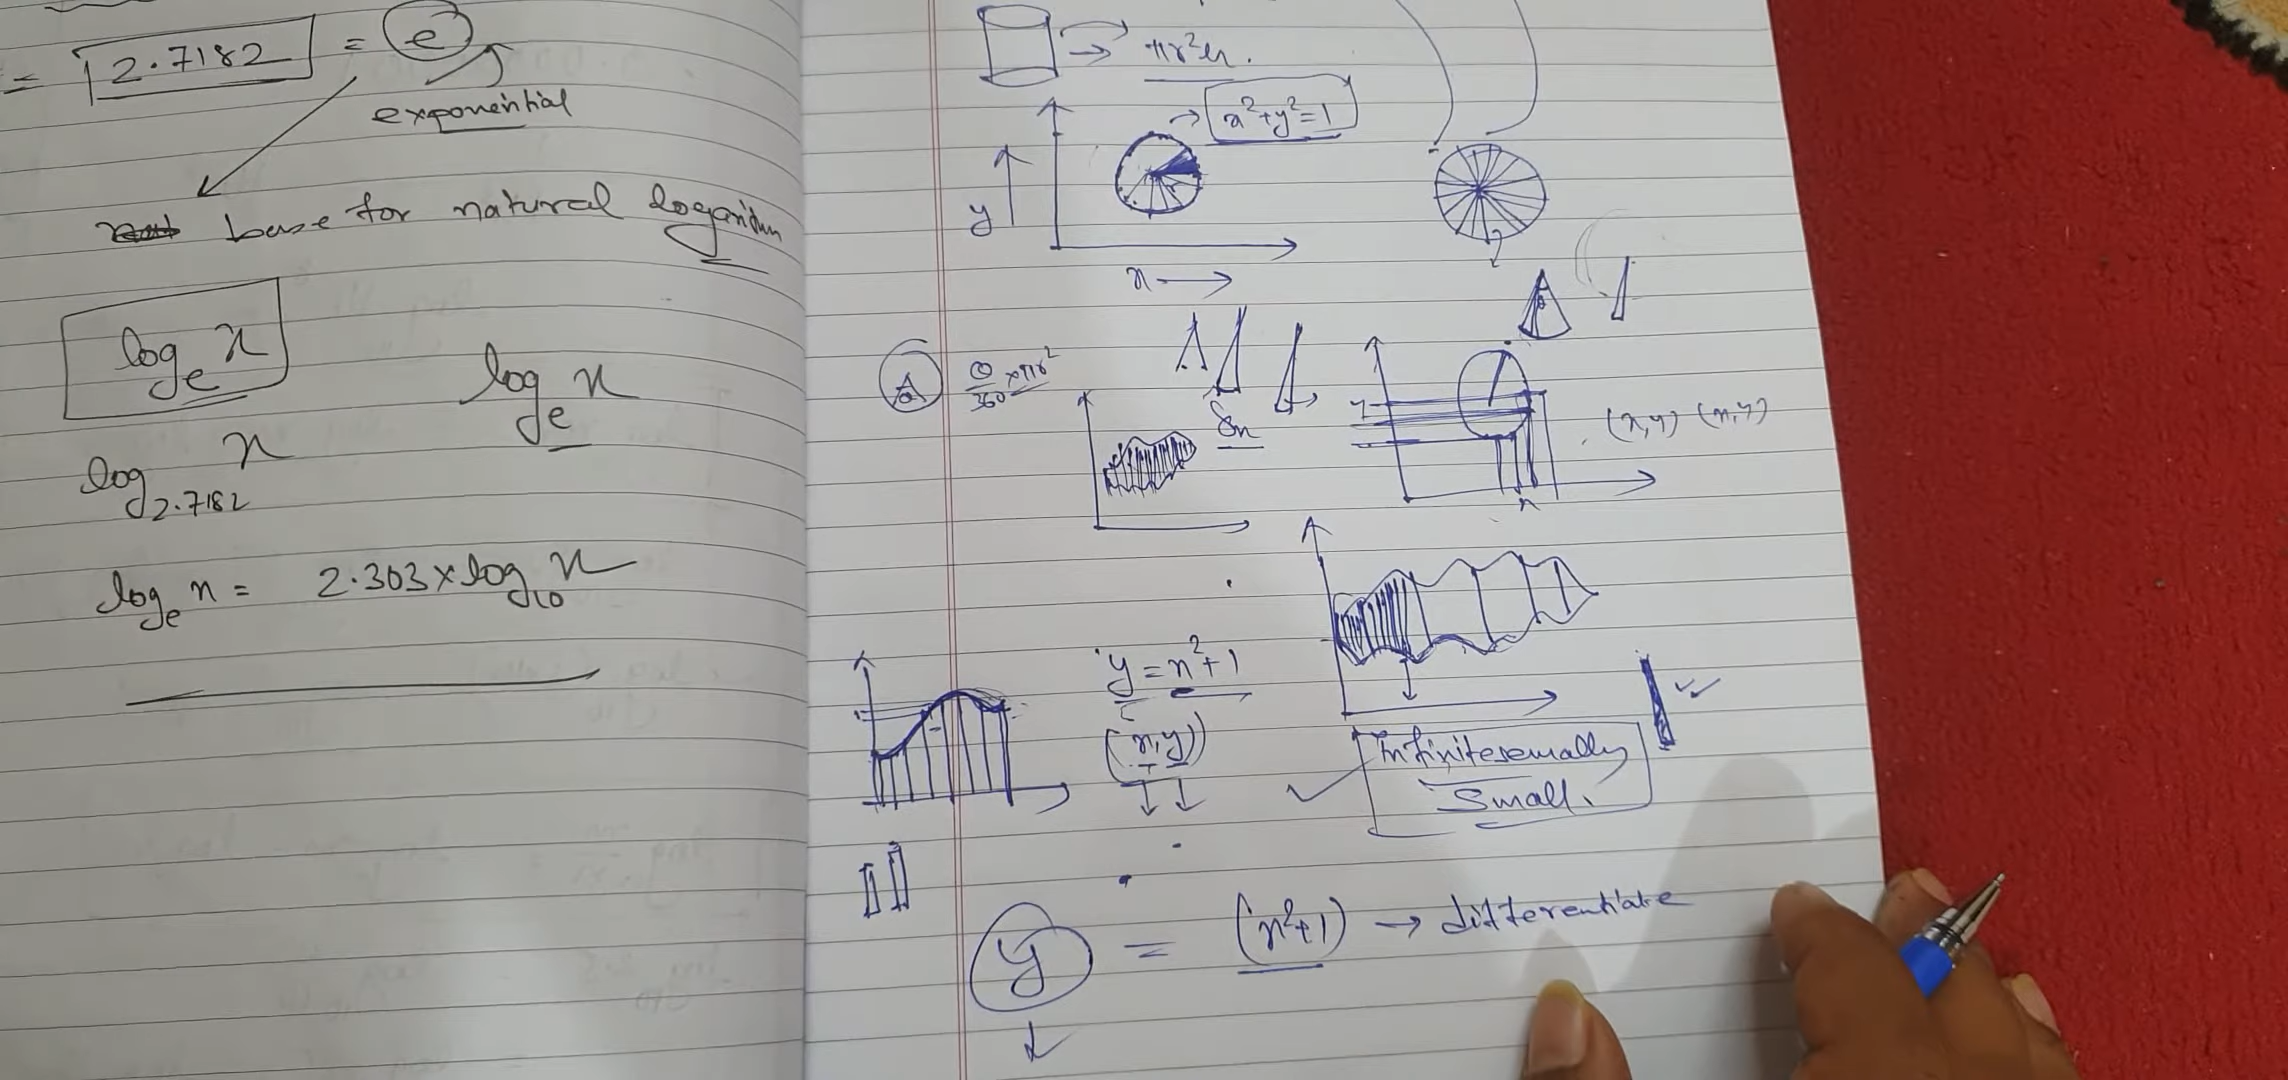 = 2.7182 = e
exponential
base for natural logarithm
logₑ x
logₑ x
log₂.₇₁₈₂ x
logₑ x = 2.303 × log₁₀ x
πr²h.
x²+y²=1
y
x →
A θ/360 × πr²
δx
y
(x,y) (x,y)
x
y = x²+1
(x,y)
Infinitesemally
Small.
y = (x²+1) → differentiate